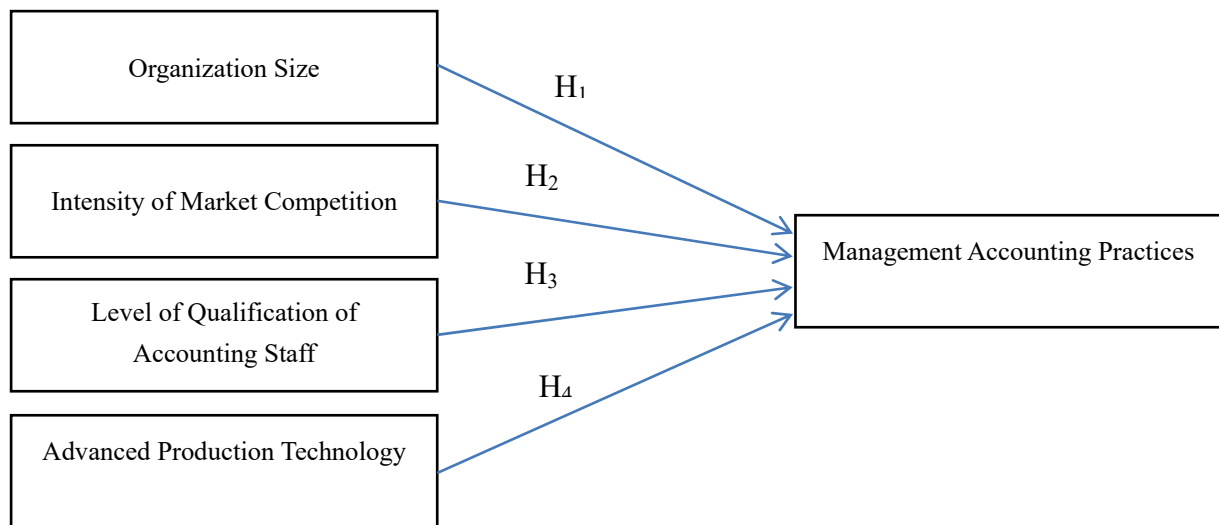 Organization Size
H₁
Intensity of Market Competition
H₂
Management Accounting Practices
H₃
Level of Qualification of
Accounting Staff
H₄
Advanced Production Technology